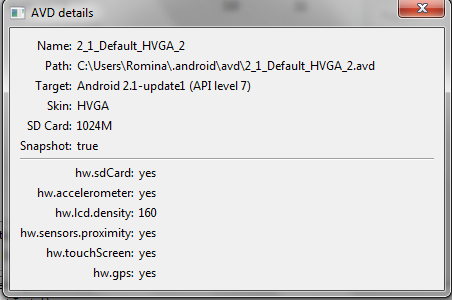 AVD details
Name: 2_1_Default_HVGA_2
Path: C:\Users\Romina\.android\avd\2_1_Default_HVGA_2.avd
Target: Android 2.1-update1 (API level 7)
Skin: HVGA
SD Card: 1024M
Snapshot: true
hw.sdCard: yes
hw.accelerometer: yes
hw.lcd.density: 160
hw.sensors.proximity: yes
hw.touchScreen: yes
hw.gps: yes